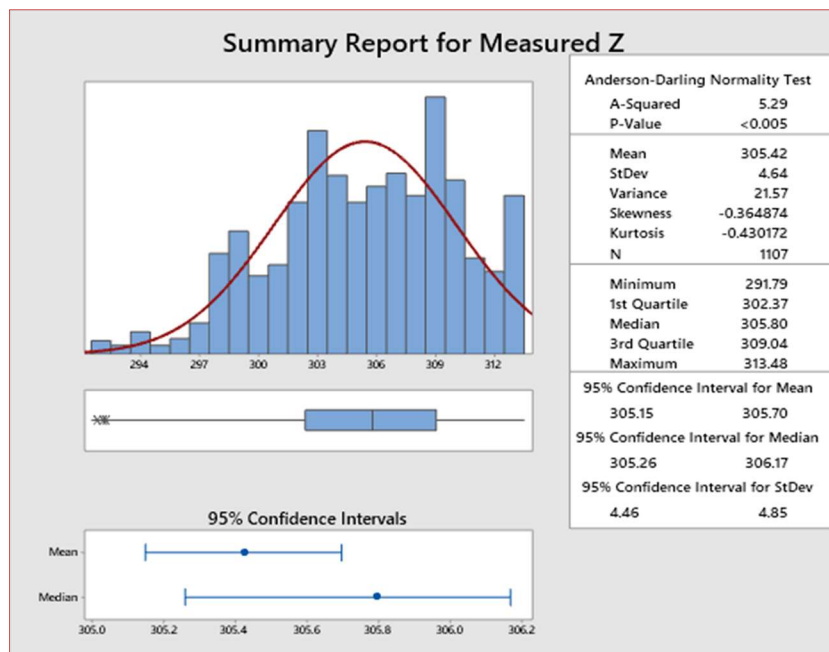 Summary Report for Measured Z
294 297 300 303 306 309 312
95% Confidence Intervals
Mean
Median
305.0 305.2 305.4 305.6 305.8 306.0 306.2
Anderson-Darling Normality Test
A-Squared 5.29
P-Value <0.005
Mean 305.42
StDev 4.64
Variance 21.57
Skewness -0.364874
Kurtosis -0.430172
N 1107
Minimum 291.79
1st Quartile 302.37
Median 305.80
3rd Quartile 309.04
Maximum 313.48
95% Confidence Interval for Mean
305.15 305.70
95% Confidence Interval for Median
305.26 306.17
95% Confidence Interval for StDev
4.46 4.85